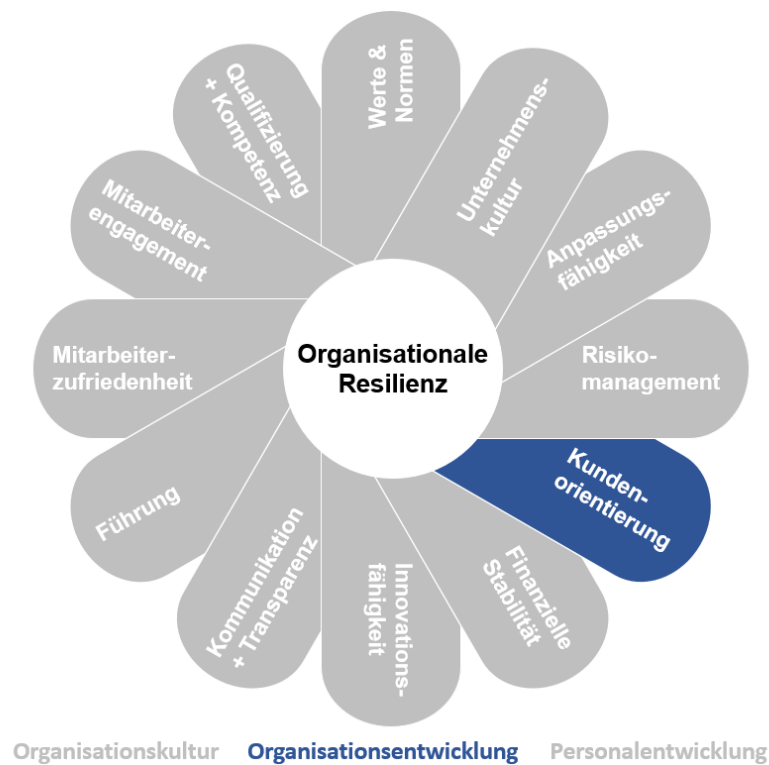 Werte &
Normen
Unternehmens-
kultur
Anpassungs-
fähigkeit
Risiko-
management
Kunden-
orientierung
Finanzielle
Stabilität
Innovations-
fähigkeit
Kommunikation
+ Transparenz
Führung
Mitarbeiter-
zufriedenheit
Mitarbeiter-
engagement
Qualifizierung
+ Kompetenz
Organisationale
Resilienz
Organisationskultur
Organisationsentwicklung
Personalentwicklung